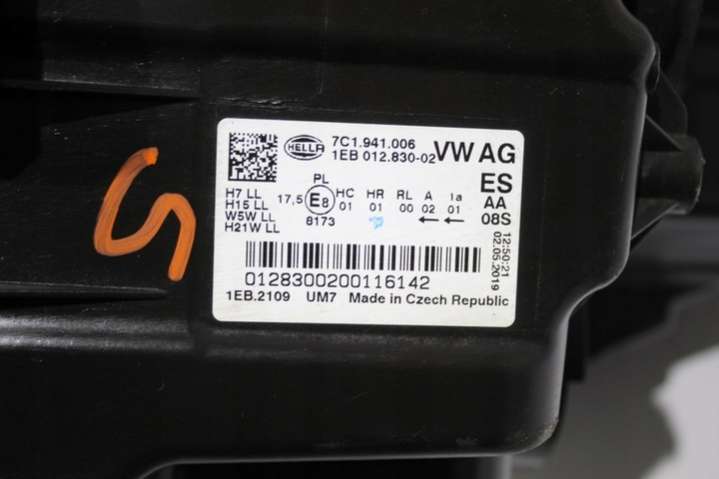 5
HELLA 7C1.941.006 VW AG
1EB 012.830-02
ES
PL HC HR RL A 1a AA
H7 LL 17,5 E8 01 01 00 02 01 08S
H15 LL
W5W LL 8173 ← ←
H21W LL
12:50:21
02.05.2019
0128300200116142
1EB.2109 UM7 Made in Czech Republic